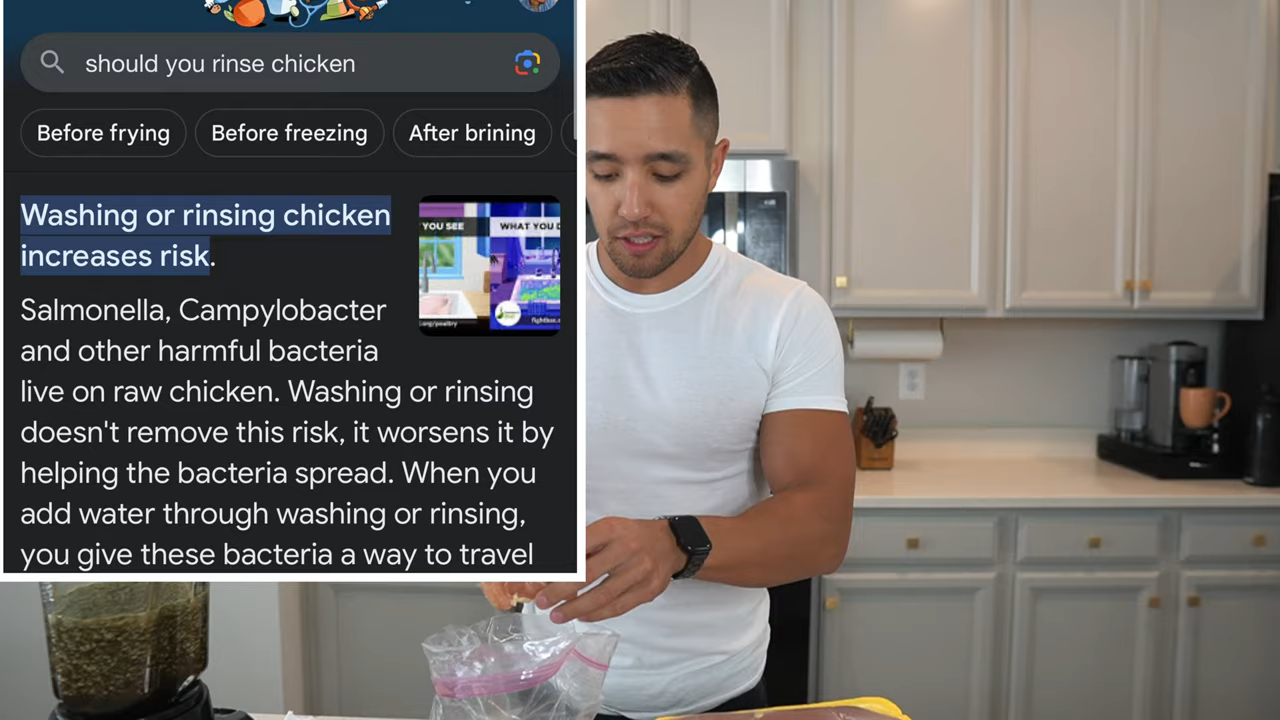 should you rinse chicken
Before frying
Before freezing
After brining
Washing or rinsing chicken
increases risk.
YOU SEE
WHAT YOU
Salmonella, Campylobacter
and other harmful bacteria
live on raw chicken. Washing or rinsing
doesn't remove this risk, it worsens it by
helping the bacteria spread. When you
add water through washing or rinsing,
you give these bacteria a way to travel